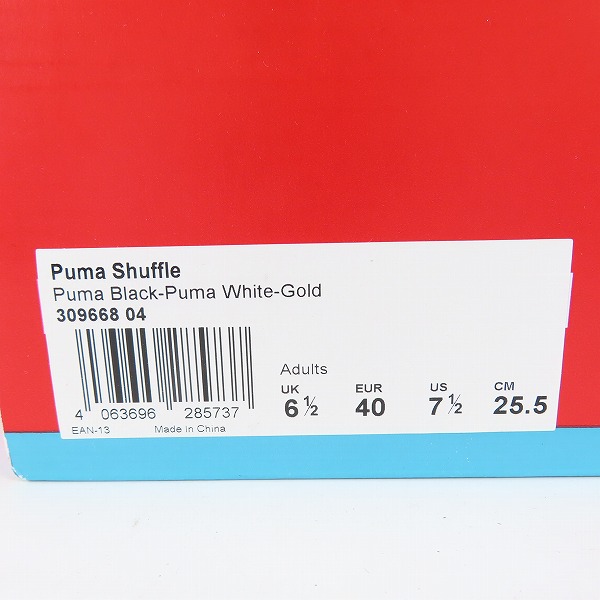 Puma Shuffle
Puma Black-Puma White-Gold
309668 04
Adults
UK EUR US CM
6 ½ 40 7 ½ 25.5
4 063696 285737
EAN-13 Made in China